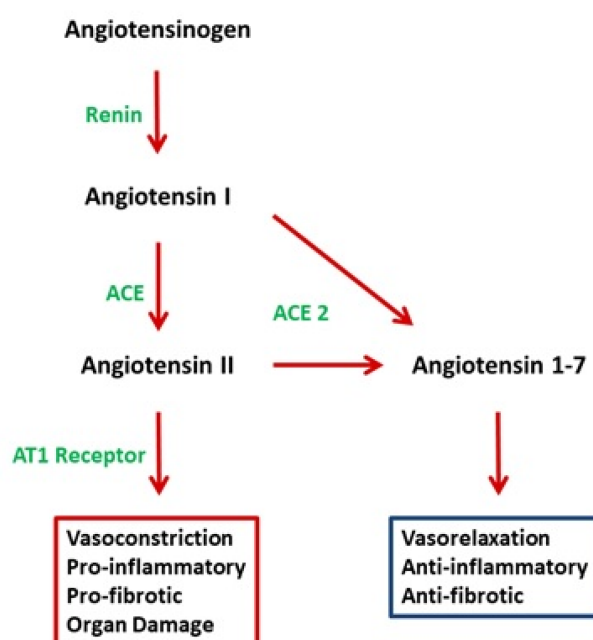 Angiotensinogen
Renin
Angiotensin I
ACE
ACE 2
Angiotensin II
Angiotensin 1-7
AT1 Receptor
Vasoconstriction
Pro-inflammatory
Pro-fibrotic
Organ Damage
Vasorelaxation
Anti-inflammatory
Anti-fibrotic